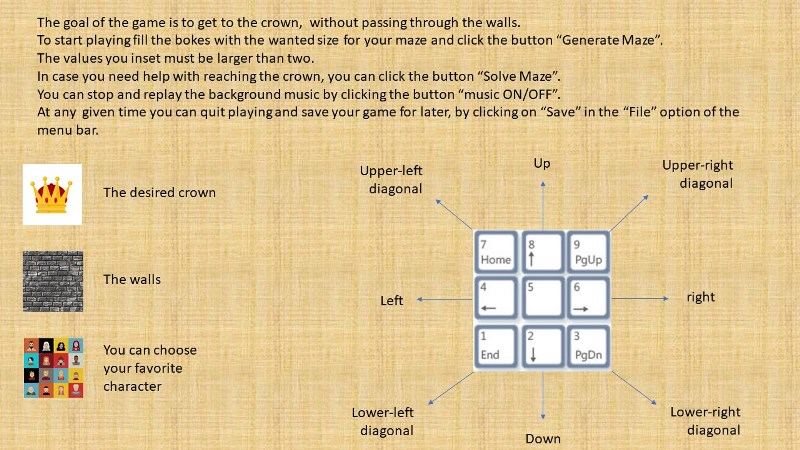 The goal of the game is to get to the crown, without passing through the walls.
To start playing fill the bokes with the wanted size for your maze and click the button “Generate Maze”.
The values you inset must be larger than two.
In case you need help with reaching the crown, you can click the button “Solve Maze”.
You can stop and replay the background music by clicking the button “music ON/OFF”.
At any given time you can quit playing and save your game for later, by clicking on “Save” in the “File” option of the
menu bar.
The desired crown
The walls
You can choose
your favorite
character
Upper-left
diagonal
Up
Upper-right
diagonal
7
Home
8
↑
9
PgUp
Left
4
←
5
6
→
right
1
End
2
↓
3
PgDn
Lower-left
diagonal
Down
Lower-right
diagonal